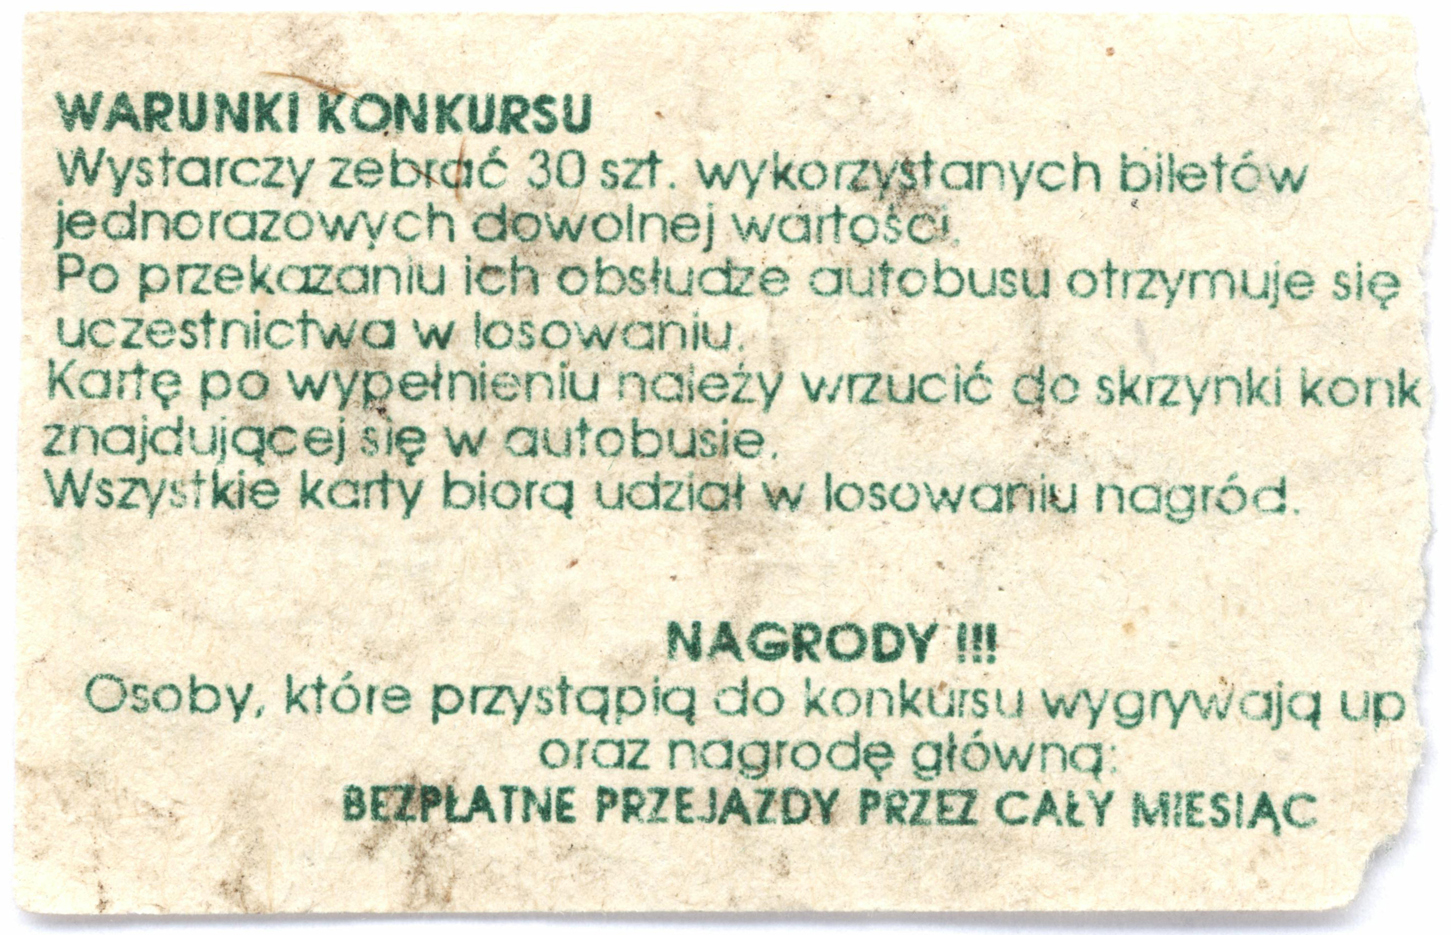 WARUNKI KONKURSU
Wystarczy zebrać 30 szt. wykorzystanych biletów
jednorazowych dowolnej wartości.
Po przekazaniu ich obsłudze autobusu otrzymuje się
uczestnictwa w losowaniu.
Kartę po wypełnieniu należy wrzucić do skrzynki konk
znajdującej się w autobusie.
Wszystkie karty biorą udział w losowaniu nagród.
NAGRODY !!!
Osoby, które przystąpią do konkursu wygrywają up
oraz nagrodę główną:
BEZPŁATNE PRZEJAZDY PRZEZ CAŁY MIESIĄC